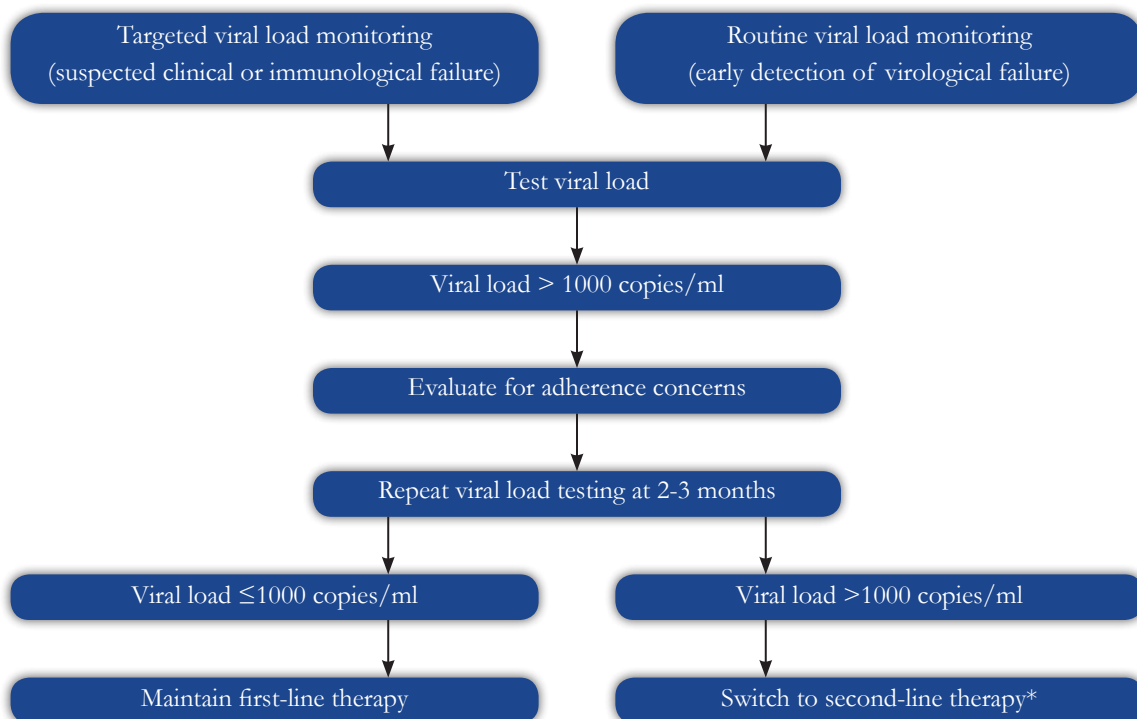 Targeted viral load monitoring
(suspected clinical or immunological failure)
Routine viral load monitoring
(early detection of virological failure)
Test viral load
Viral load > 1000 copies/ml
Evaluate for adherence concerns
Repeat viral load testing at 2-3 months
Viral load ≤1000 copies/ml
Viral load >1000 copies/ml
Maintain first-line therapy
Switch to second-line therapy*